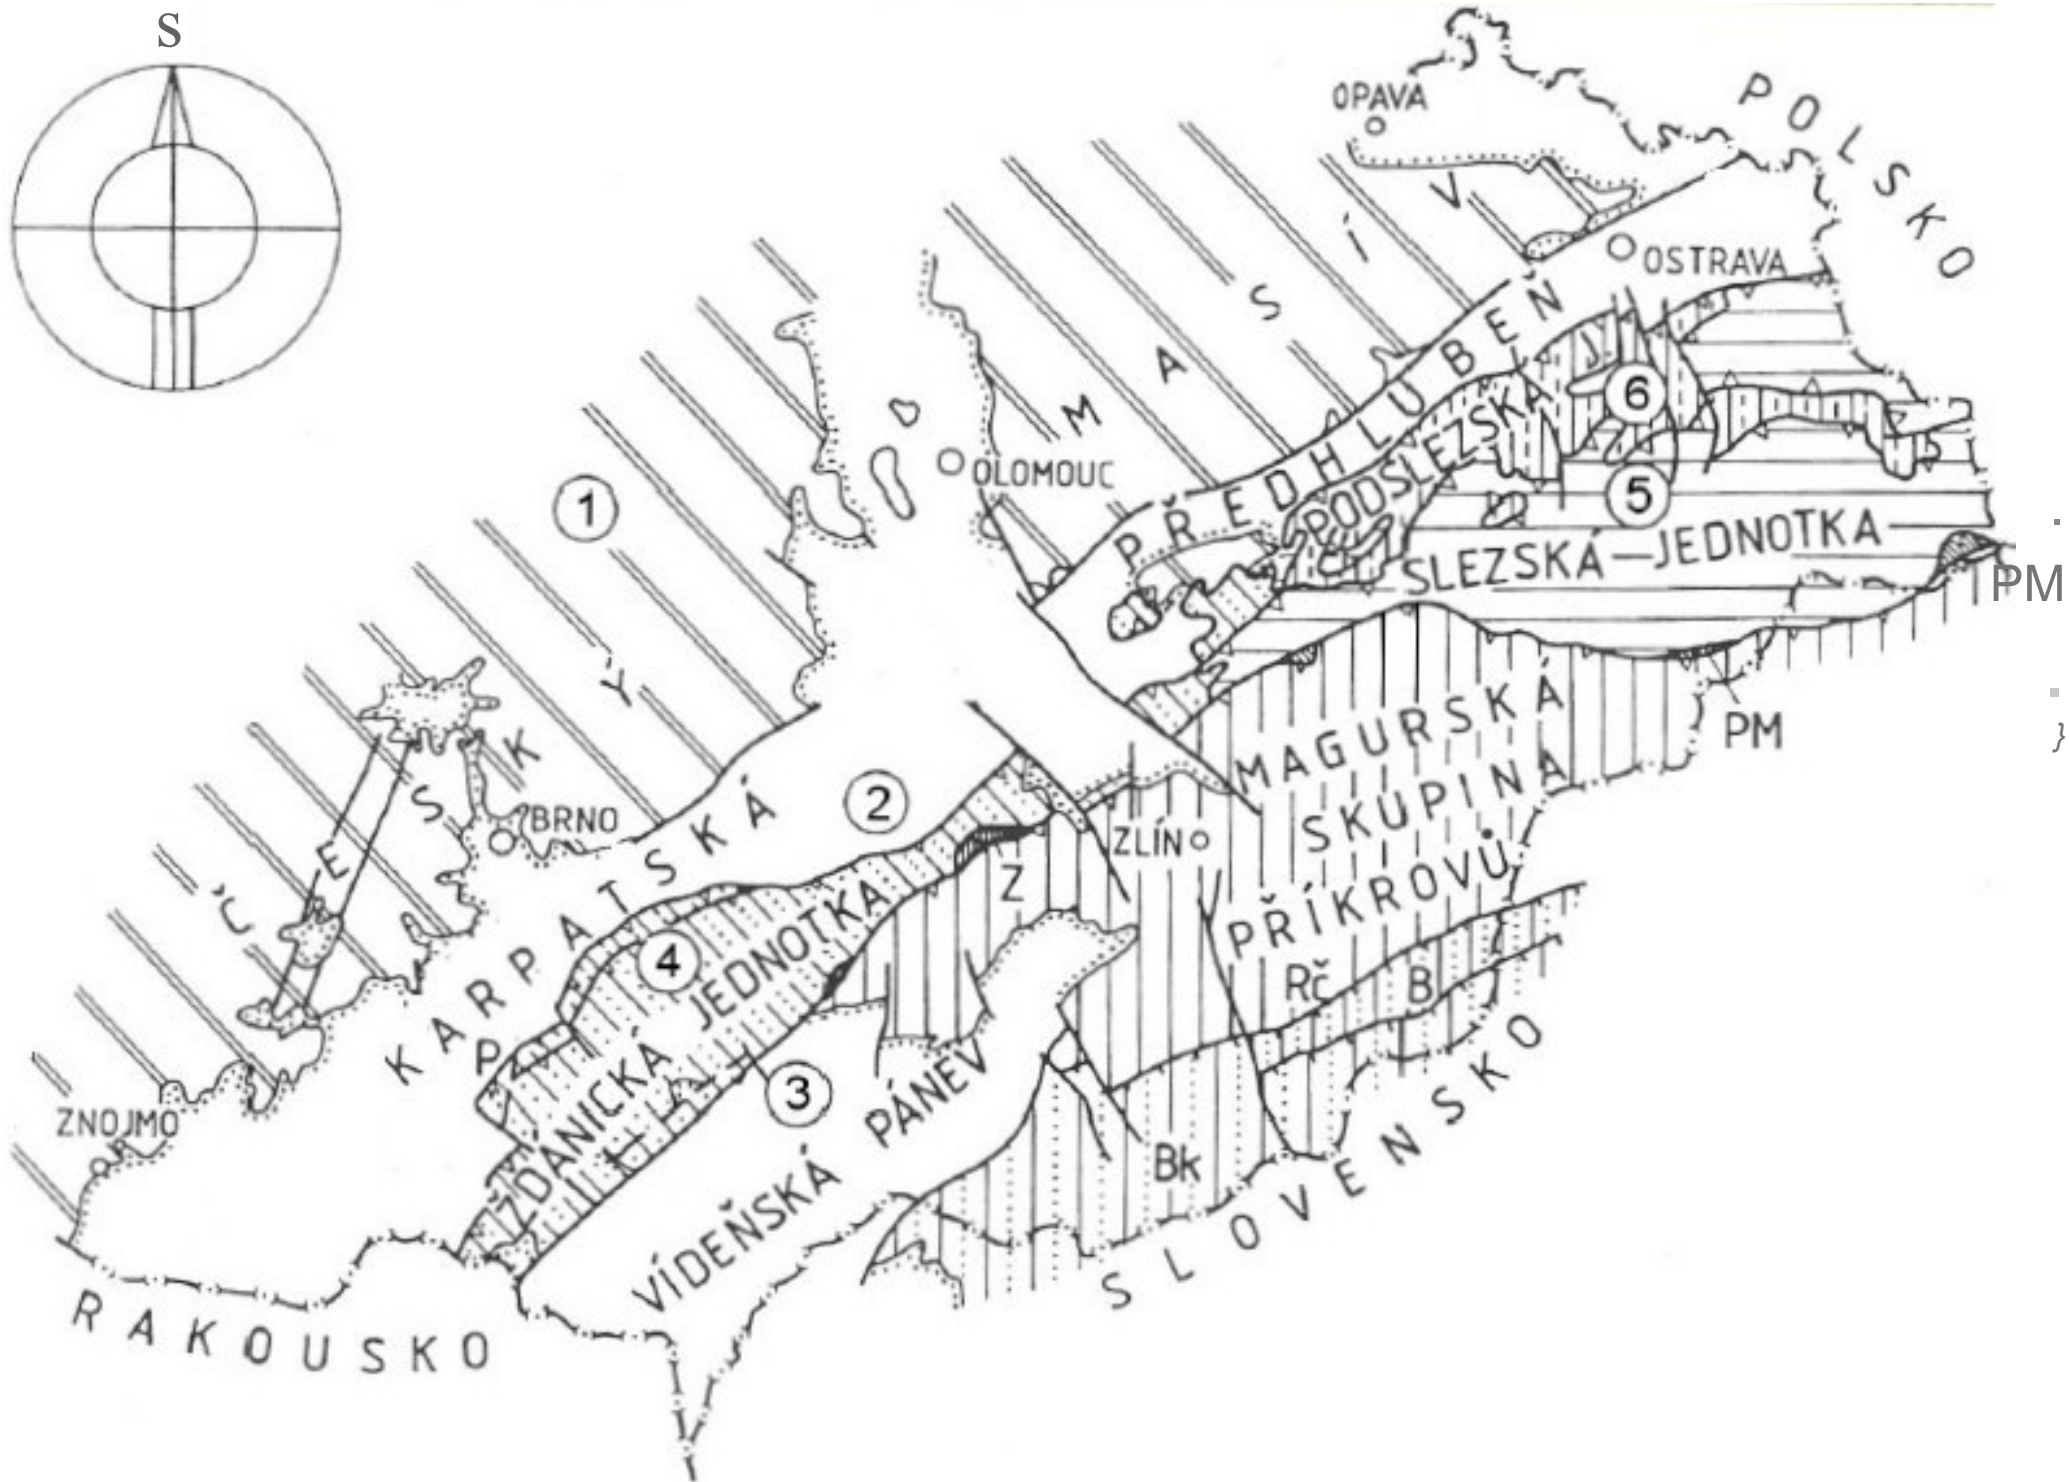 S
OPAVA
POLSKO
OSTRAVA
ČESKÝ MASÍV
OLOMOUC
1
KARPATSKÁ PŘEDHLUBEŇ
PODSLEZSKÁ J.
6
5
SLEZSKÁ JEDNOTKA
PM
PM
}
MAGURSKÁ
SKUPINA
PŘÍKROVŮ
2
BRNO
ZLÍN
Z
4
ŽDÁNICKÁ JEDNOTKA
Rč
B
P
3
VÍDEŇSKÁ PÁNEV
ZNOJMO
Bk
SLOVENSKO
RAKOUSKO